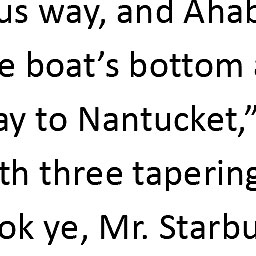 us way, and Ahab
e boat’s bottom a
ay to Nantucket,”
th three tapering
ok ye, Mr. Starbu